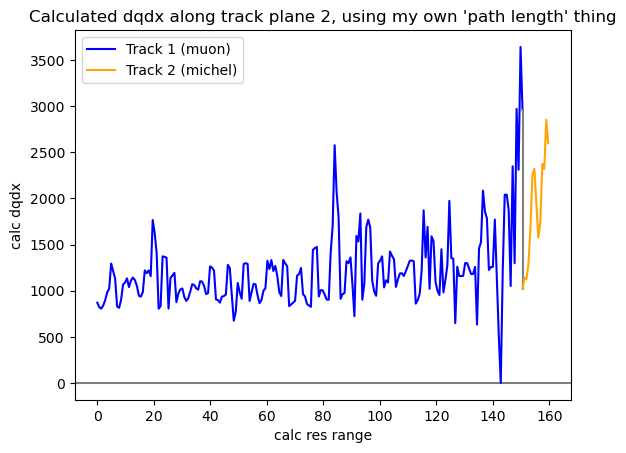 Calculated dqdx along track plane 2, using my own 'path length' thing
Track 1 (muon)
Track 2 (michel)
3500
3000
2500
2000
1500
1000
500
0
calc dqdx
0 20 40 60 80 100 120 140 160
calc res range